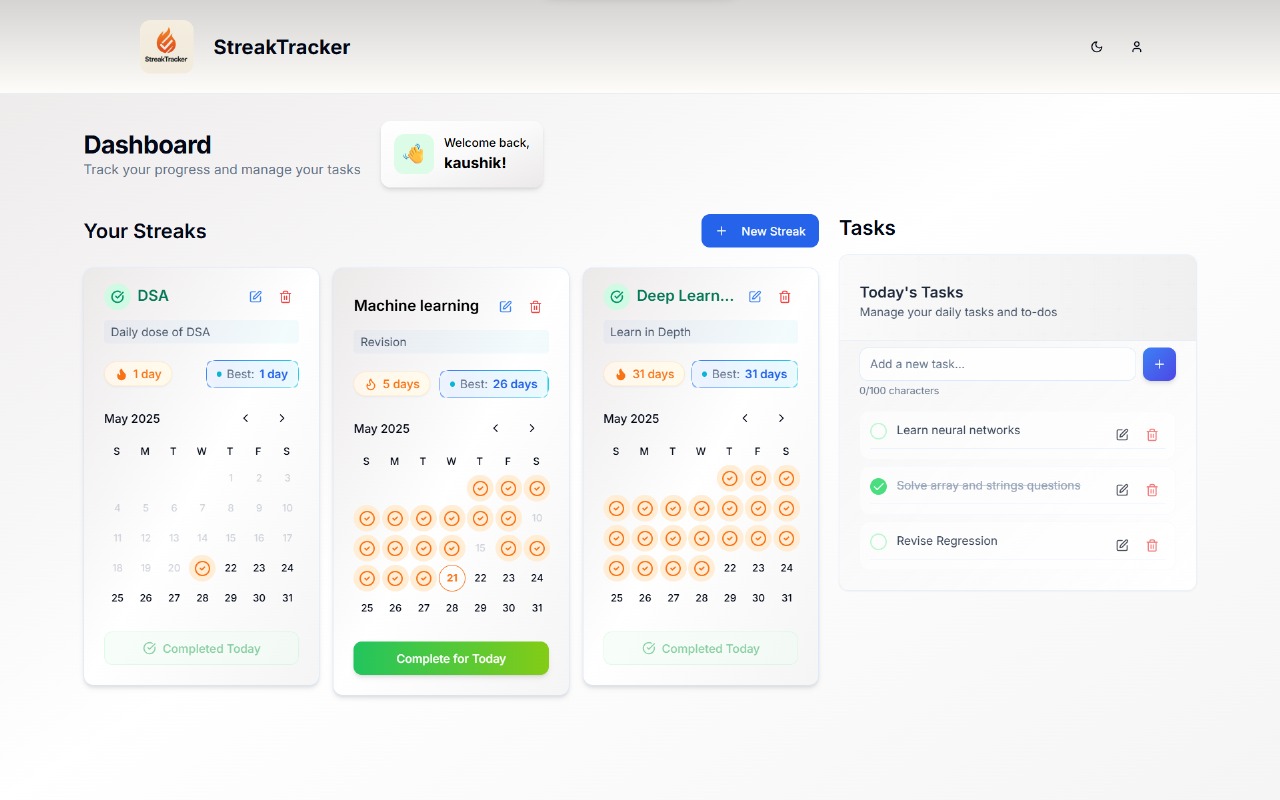 StreakTracker
StreakTracker
Dashboard
Track your progress and manage your tasks
Welcome back,
kaushik!
Your Streaks
+ New Streak
DSA
Daily dose of DSA
1 day
Best: 1 day
May 2025
S M T W T F S
1 2 3
4 5 6 7 8 9 10
11 12 13 14 15 16 17
18 19 20 22 23 24
25 26 27 28 29 30 31
Completed Today
Machine learning
Revision
5 days
Best: 26 days
May 2025
S M T W T F S
10
15
21 22 23 24
25 26 27 28 29 30 31
Complete for Today
Deep Learn...
Learn in Depth
31 days
Best: 31 days
May 2025
S M T W T F S
22 23 24
25 26 27 28 29 30 31
Completed Today
Tasks
Today's Tasks
Manage your daily tasks and to-dos
Add a new task...
+
0/100 characters
Learn neural networks
Solve array and strings questions
Revise Regression